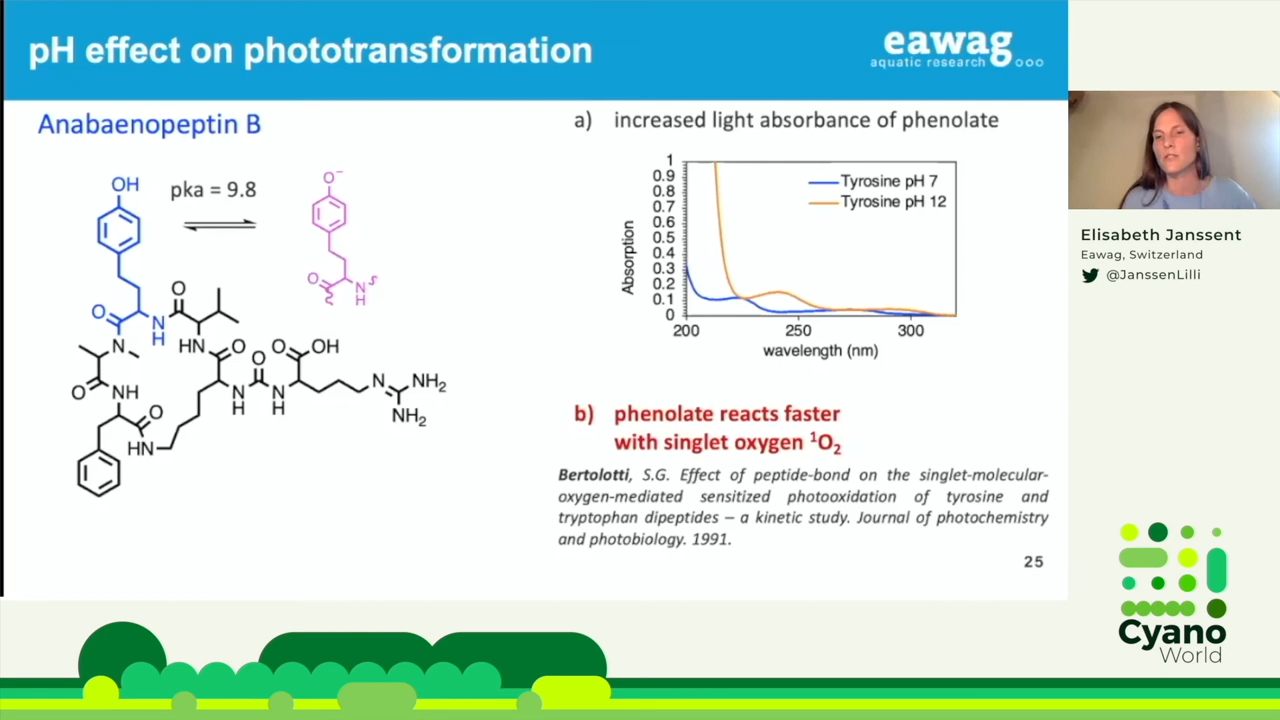 pH effect on phototransformation
eawag
aquatic research
Anabaenopeptin B
OH
pka = 9.8
O⁻
O
N
H
O
O
N
H
N
HN
O
O
O
OH
O
NH
N
H
N
H
N
NH₂
NH₂
O
HN
a) increased light absorbance of phenolate
1
0.9
0.8
0.7
0.6
0.5
0.4
0.3
0.2
0.1
0
Absorption
Tyrosine pH 7
Tyrosine pH 12
200
250
300
wavelength (nm)
b) phenolate reacts faster
with singlet oxygen ¹O₂
Bertolotti, S.G. Effect of peptide-bond on the singlet-molecular-
oxygen-mediated sensitized photooxidation of tyrosine and
tryptophan dipeptides – a kinetic study. Journal of photochemistry
and photobiology. 1991.
25
Elisabeth Janssent
Eawag, Switzerland
@JanssenLilli
Cyano
World